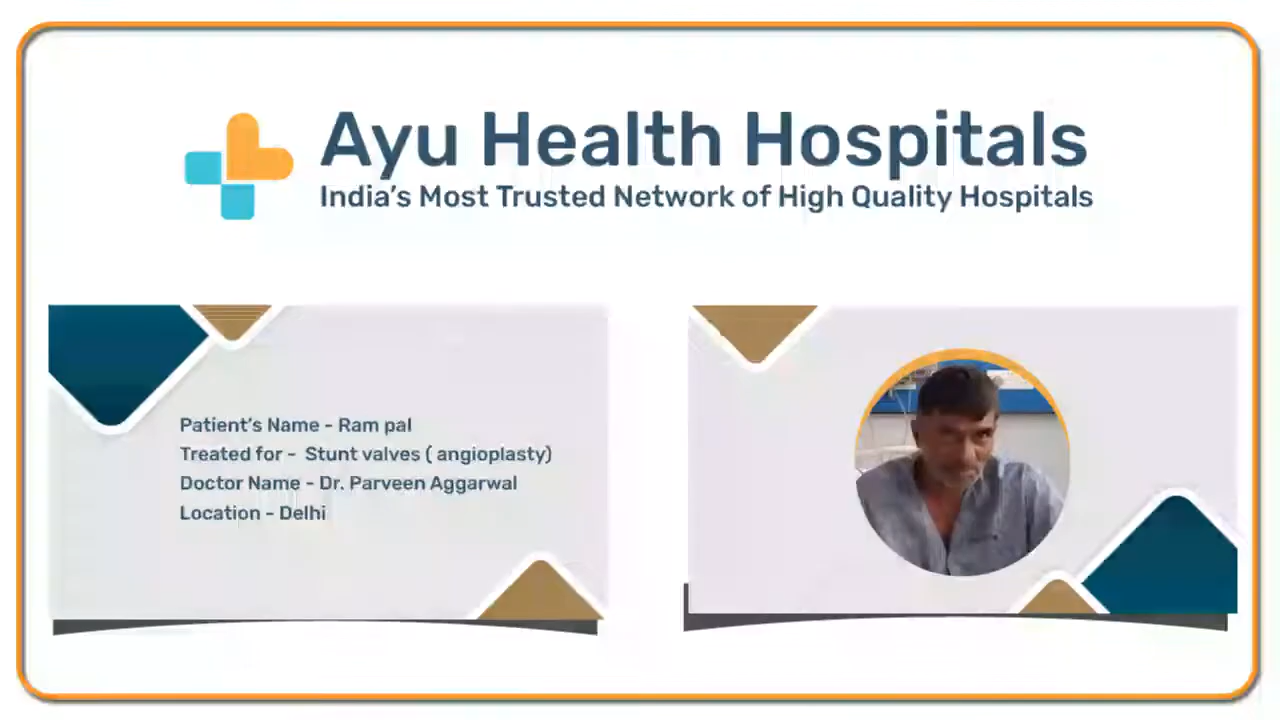 Ayu Health Hospitals
India's Most Trusted Network of High Quality Hospitals
Patient's Name - Ram pal
Treated for - Stunt valves ( angioplasty)
Doctor Name - Dr. Parveen Aggarwal
Location - Delhi